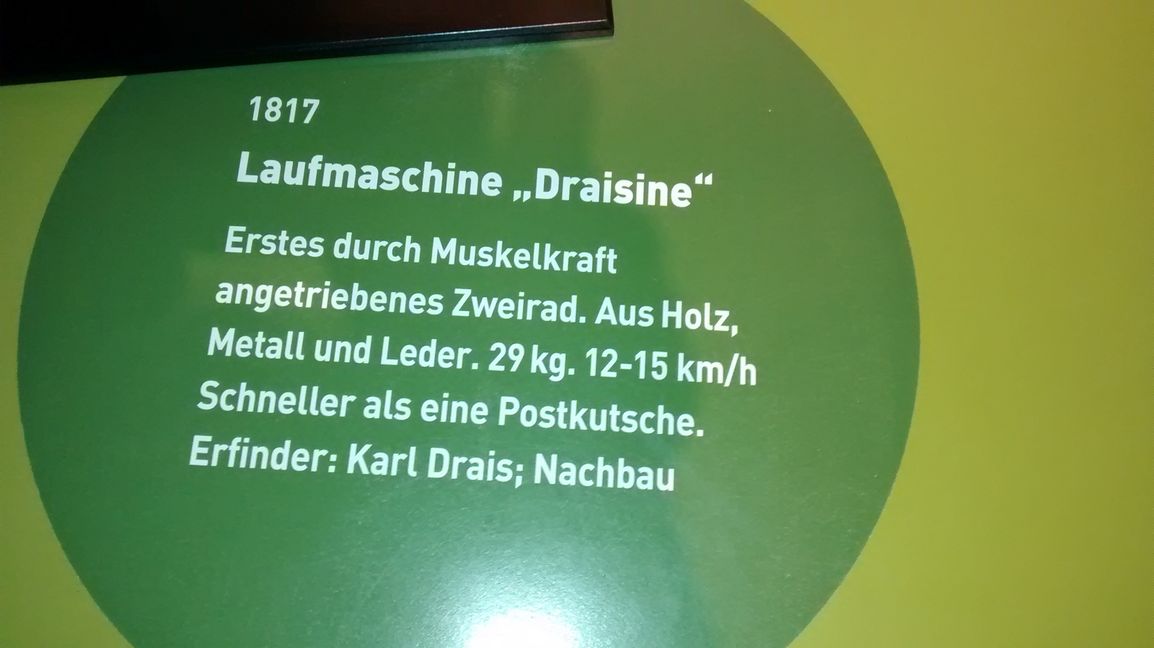 1817
Laufmaschine „Draisine“
Erstes durch Muskelkraft
angetriebenes Zweirad. Aus Holz,
Metall und Leder. 29 kg. 12-15 km/h
Schneller als eine Postkutsche.
Erfinder: Karl Drais; Nachbau